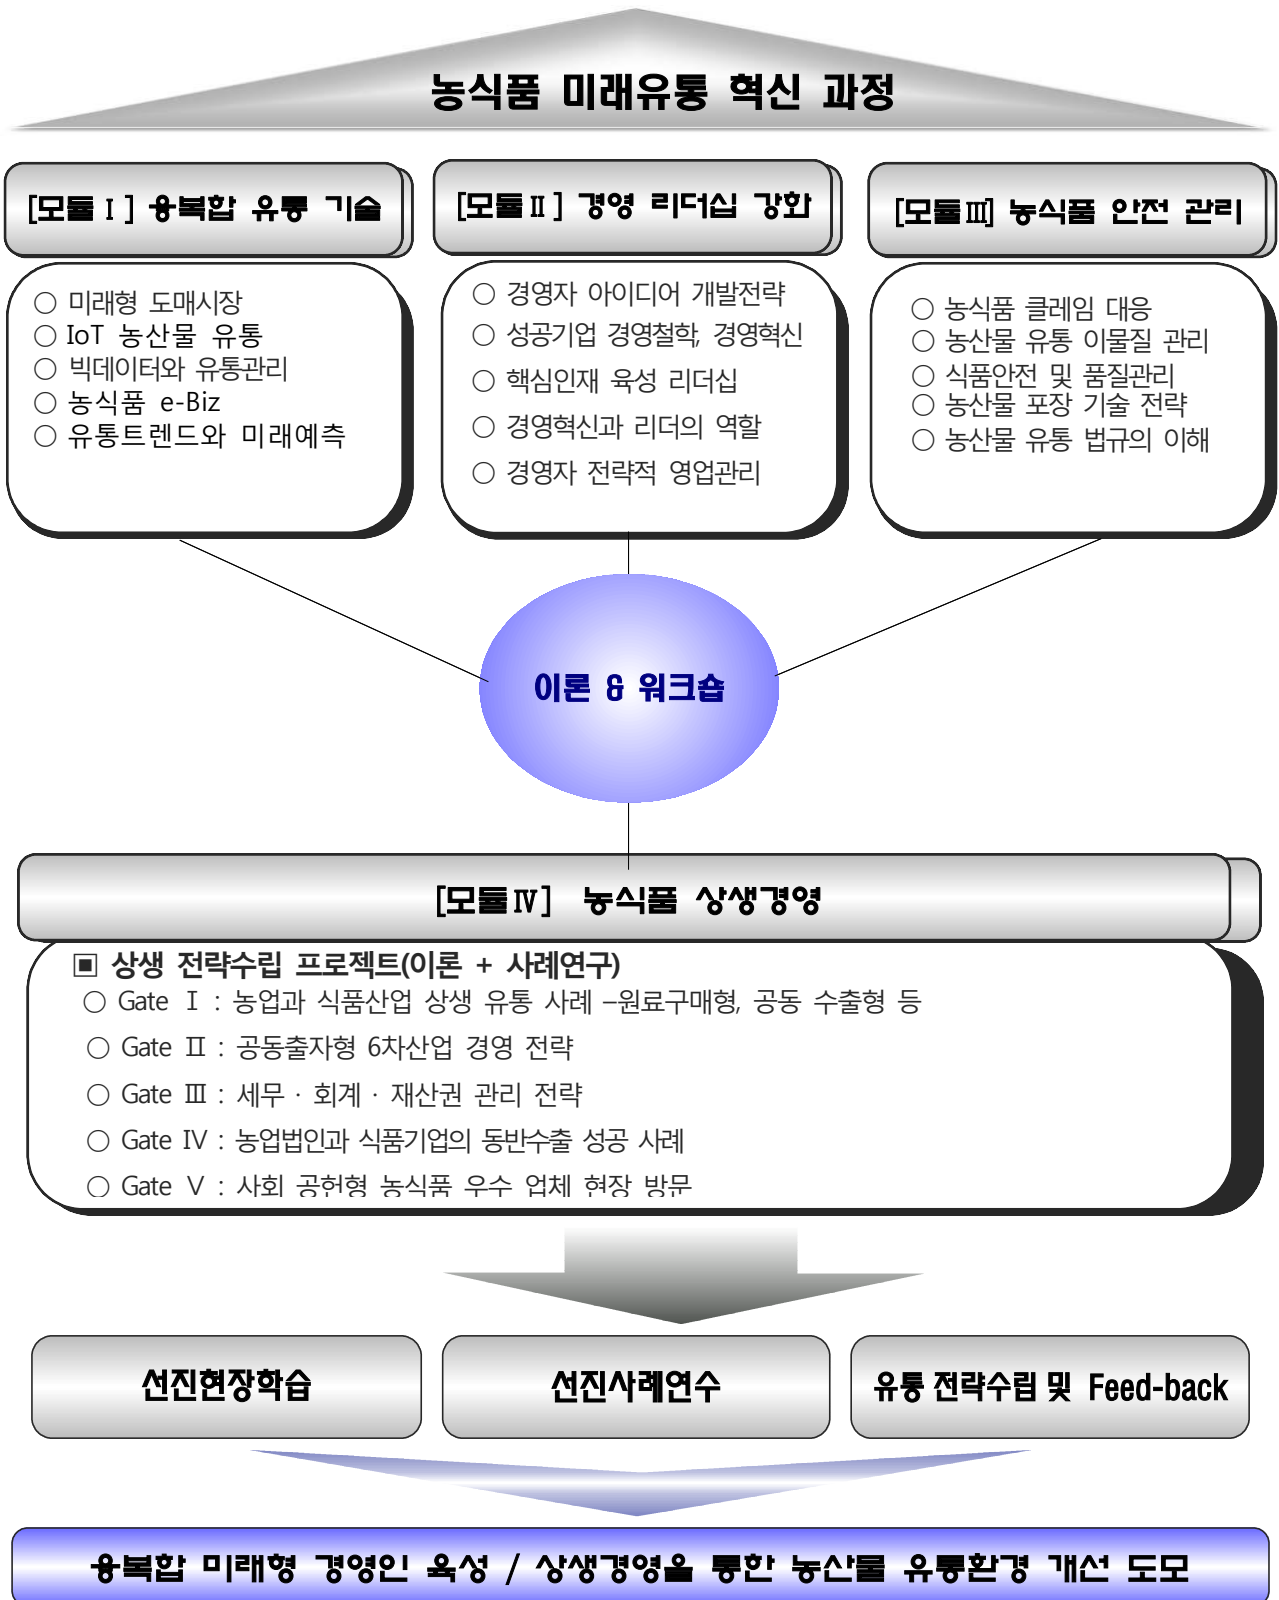 농식품 미래유통 혁신 과정
[모듈Ⅰ] 융복합 유통 기술
○ 미래형 도매시장
○ IoT 농산물 유통
○ 빅데이터와 유통관리
○ 농식품 e-Biz
○ 유통트렌드와 미래예측
[모듈Ⅱ] 경영 리더십 강화
○ 경영자 아이디어 개발전략
○ 성공기업 경영철학, 경영혁신
○ 핵심인재 육성 리더십
○ 경영혁신과 리더의 역할
○ 경영자 전략적 영업관리
[모듈Ⅲ] 농식품 안전 관리
○ 농식품 클레임 대응
○ 농산물 유통 이물질 관리
○ 식품안전 및 품질관리
○ 농산물 포장 기술 전략
○ 농산물 유통 법규의 이해
이론 & 워크숍
[모듈Ⅳ] 농식품 상생경영
▣ 상생 전략수립 프로젝트(이론 + 사례연구)
○ Gate Ⅰ : 농업과 식품산업 상생 유통 사례 –원료구매형, 공동 수출형 등
○ Gate Ⅱ : 공동출자형 6차산업 경영 전략
○ Gate Ⅲ : 세무 · 회계 · 재산권 관리 전략
○ Gate Ⅳ : 농업법인과 식품기업의 동반수출 성공 사례
○ Gate Ⅴ : 사회 공헌형 농식품 우수 업체 현장 방문
선진현장학습
선진사례연수
유통 전략수립 및 Feed-back
융복합 미래형 경영인 육성 / 상생경영을 통한 농산물 유통환경 개선 도모